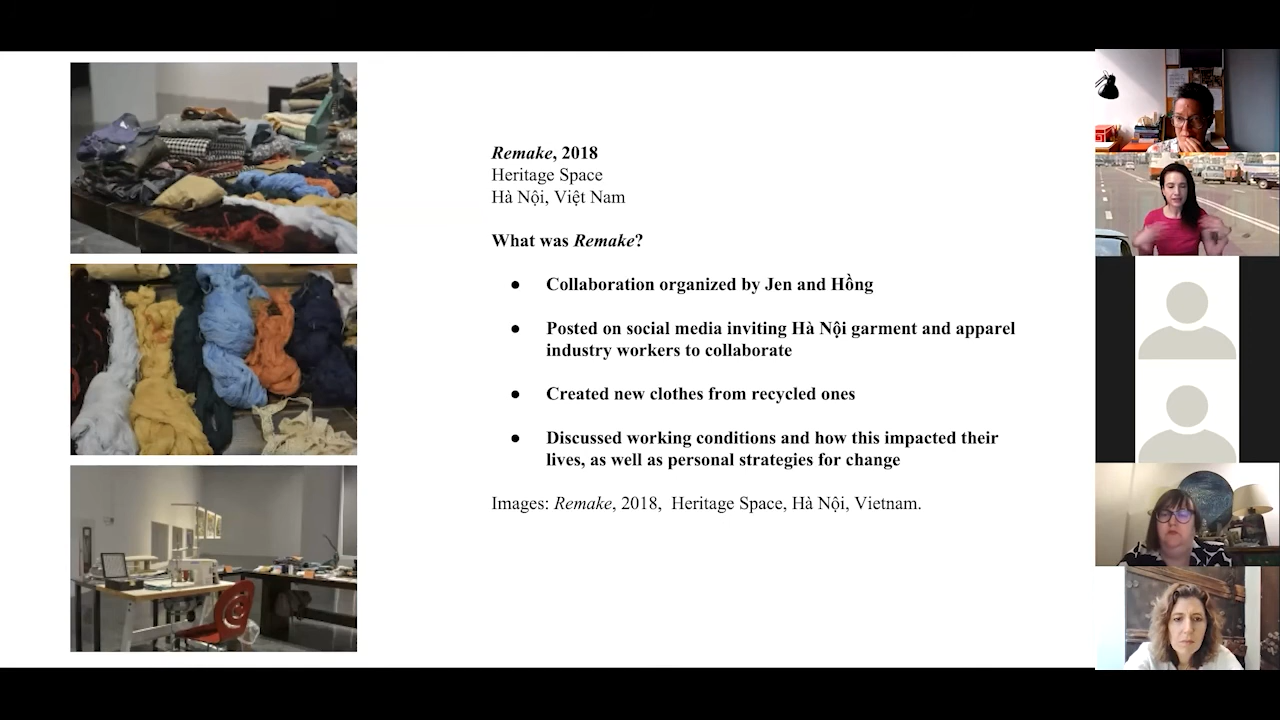 Remake, 2018
Heritage Space
Hà Nội, Việt Nam
What was Remake?
● Collaboration organized by Jen and Hồng
● Posted on social media inviting Hà Nội garment and apparel
industry workers to collaborate
● Created new clothes from recycled ones
● Discussed working conditions and how this impacted their
lives, as well as personal strategies for change
Images: Remake, 2018, Heritage Space, Hà Nội, Vietnam.